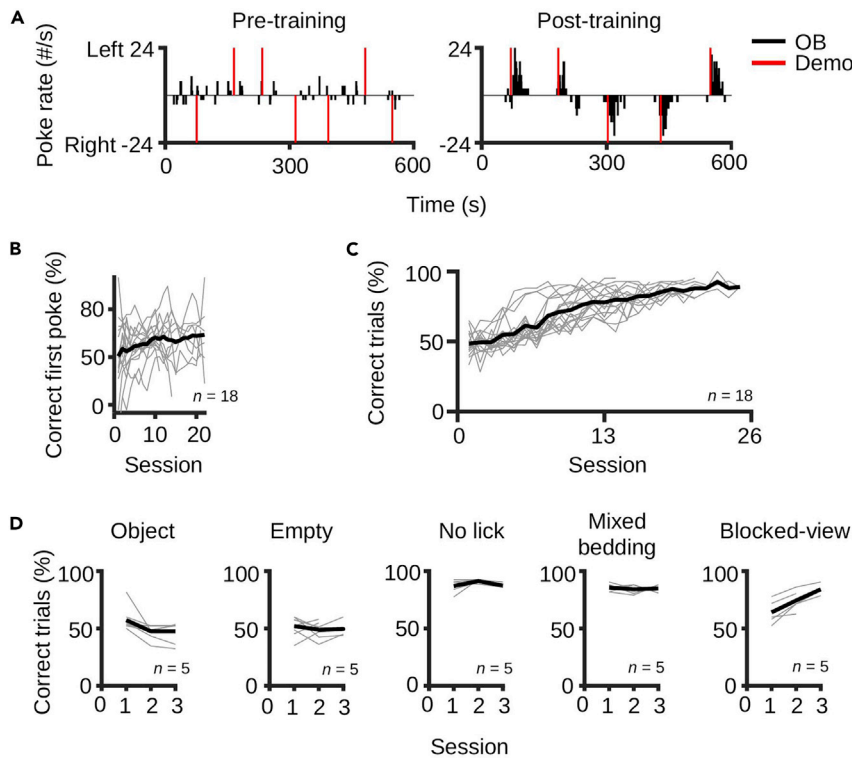 A
Pre-training
Post-training
Poke rate (#/s)
Left 24
Right -24
0
300
600
24
-24
0
300
600
OB
Demo
Time (s)
B
Correct first poke (%)
80
50
0
0
10
20
n = 18
Session
C
Correct trials (%)
100
50
0
0
13
26
n = 18
Session
D
Object
Empty
No lick
Mixed
bedding
Blocked-view
Correct trials (%)
100
50
0
0 1 2 3
n = 5
100
50
0
0 1 2 3
n = 5
100
50
0
0 1 2 3
n = 5
100
50
0
0 1 2 3
n = 5
100
50
0
0 1 2 3
n = 5
Session